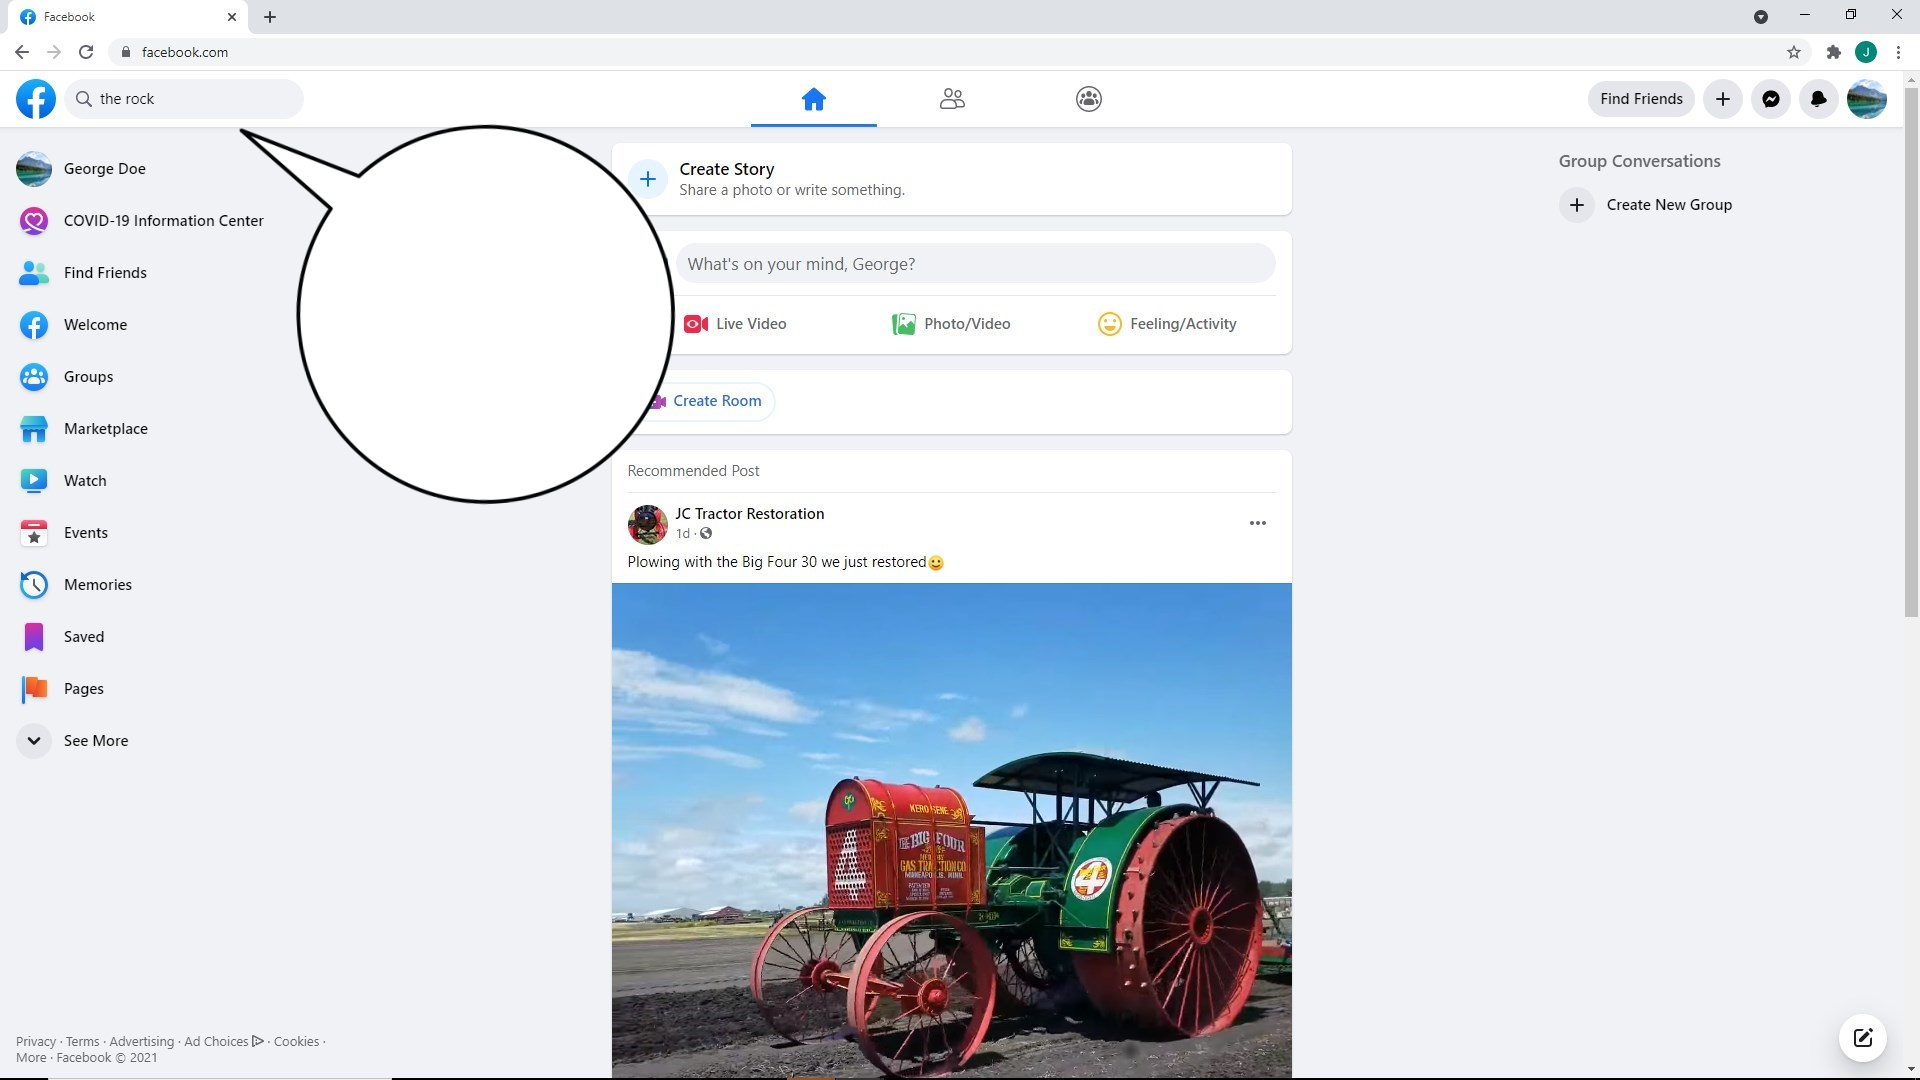 Facebook
facebook.com
J
the rock
Find Friends
George Doe
COVID-19 Information Center
Find Friends
Welcome
Groups
Marketplace
Watch
Events
Memories
Saved
Pages
See More
Privacy · Terms · Advertising · Ad Choices · Cookies ·
More · Facebook © 2021
Create Story
Share a photo or write something.
What's on your mind, George?
Live Video
Photo/Video
Feeling/Activity
Create Room
Recommended Post
JC Tractor Restoration
1d ·
Plowing with the Big Four 30 we just restored😃
THE BIG FOUR
GAS TRACTION CO
MINNEAPOLIS, MINN.
4
4
Group Conversations
Create New Group